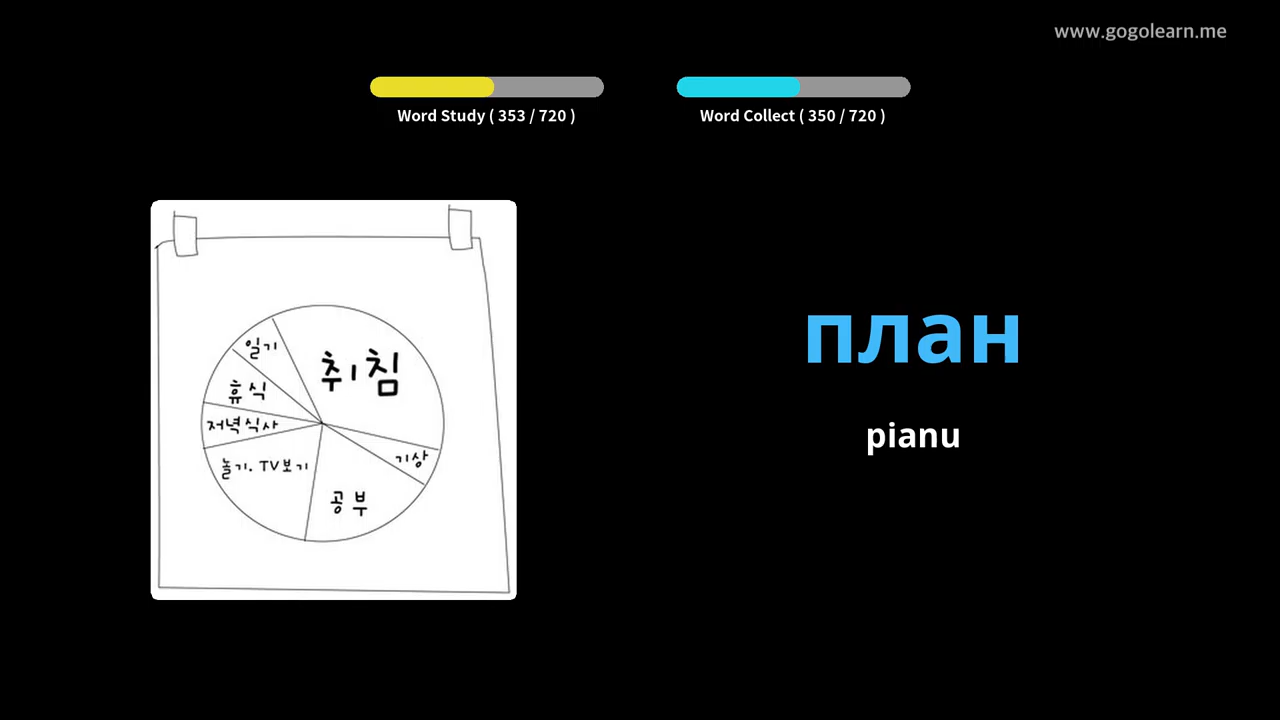 www.gogolearn.me
Word Study ( 353 / 720 )
Word Collect ( 350 / 720 )
일기
취침
휴식
저녁식사
놀기. TV보기
기상
공부
план
pianu